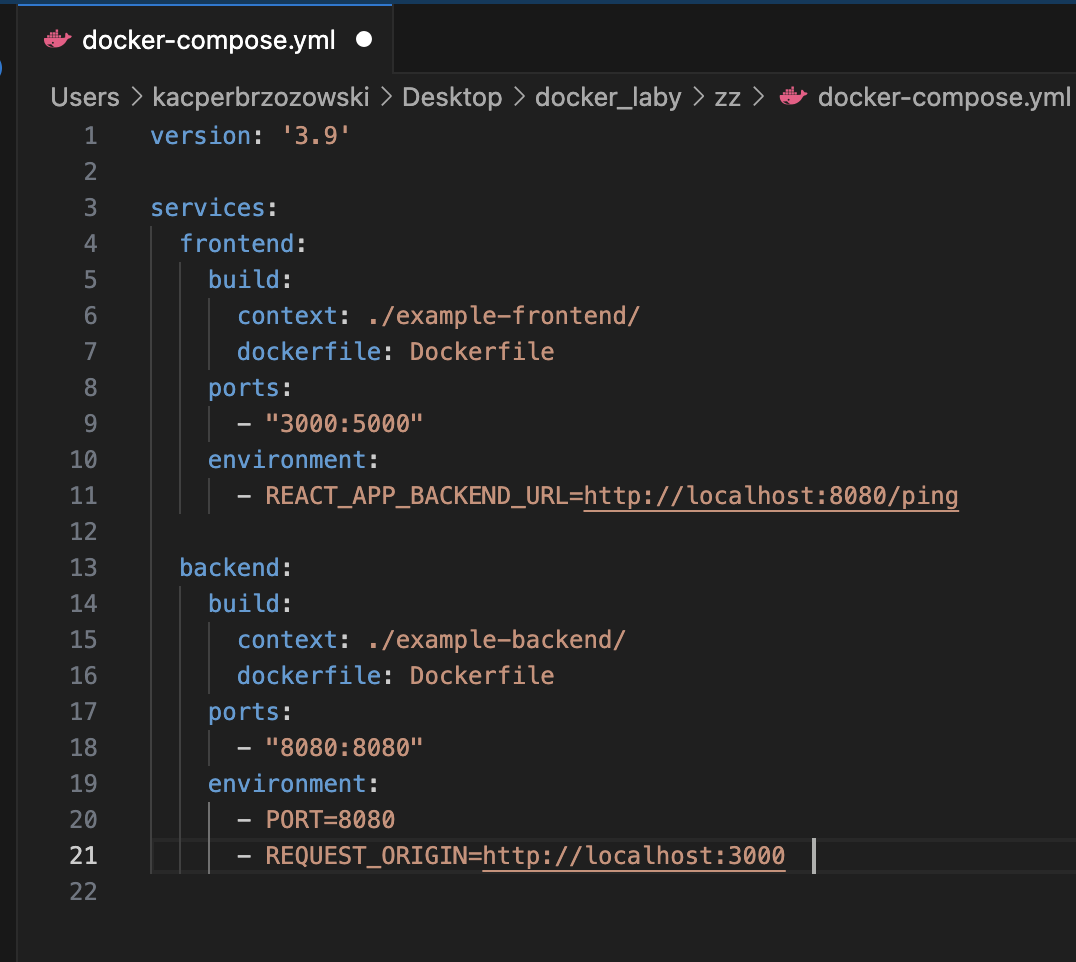 docker-compose.yml
Users > kacperbrzozowski > Desktop > docker_laby > zz > docker-compose.yml
1 version: '3.9'
2
3 services:
4   frontend:
5     build:
6       context: ./example-frontend/
7       dockerfile: Dockerfile
8     ports:
9       - "3000:5000"
10     environment:
11       - REACT_APP_BACKEND_URL=http://localhost:8080/ping
12
13   backend:
14     build:
15       context: ./example-backend/
16       dockerfile: Dockerfile
17     ports:
18       - "8080:8080"
19     environment:
20       - PORT=8080
21       - REQUEST_ORIGIN=http://localhost:3000
22